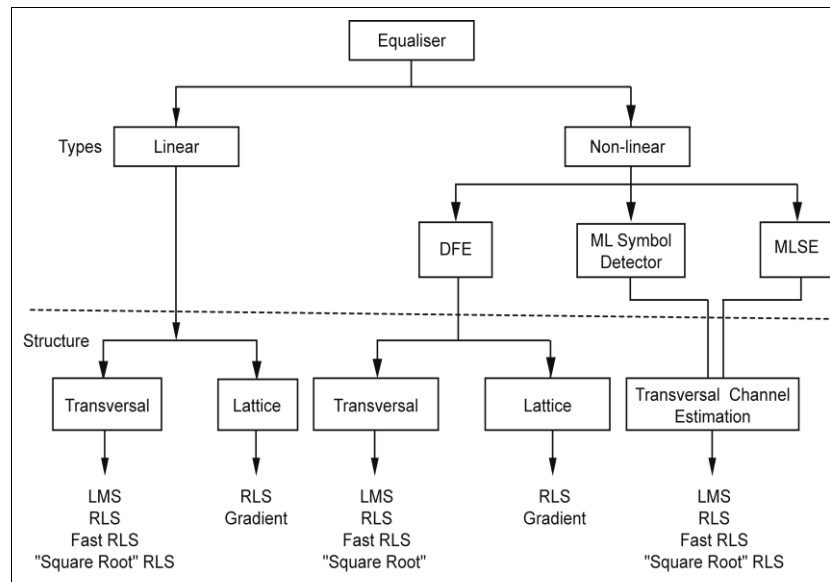 Equaliser
Types
Linear
Non-linear
DFE
ML Symbol
Detector
MLSE
Structure
Transversal
Lattice
Transversal
Lattice
Transversal Channel
Estimation
LMS
RLS
Fast RLS
"Square Root" RLS
RLS
Gradient
LMS
RLS
Fast RLS
"Square Root"
RLS
Gradient
LMS
RLS
Fast RLS
"Square Root" RLS